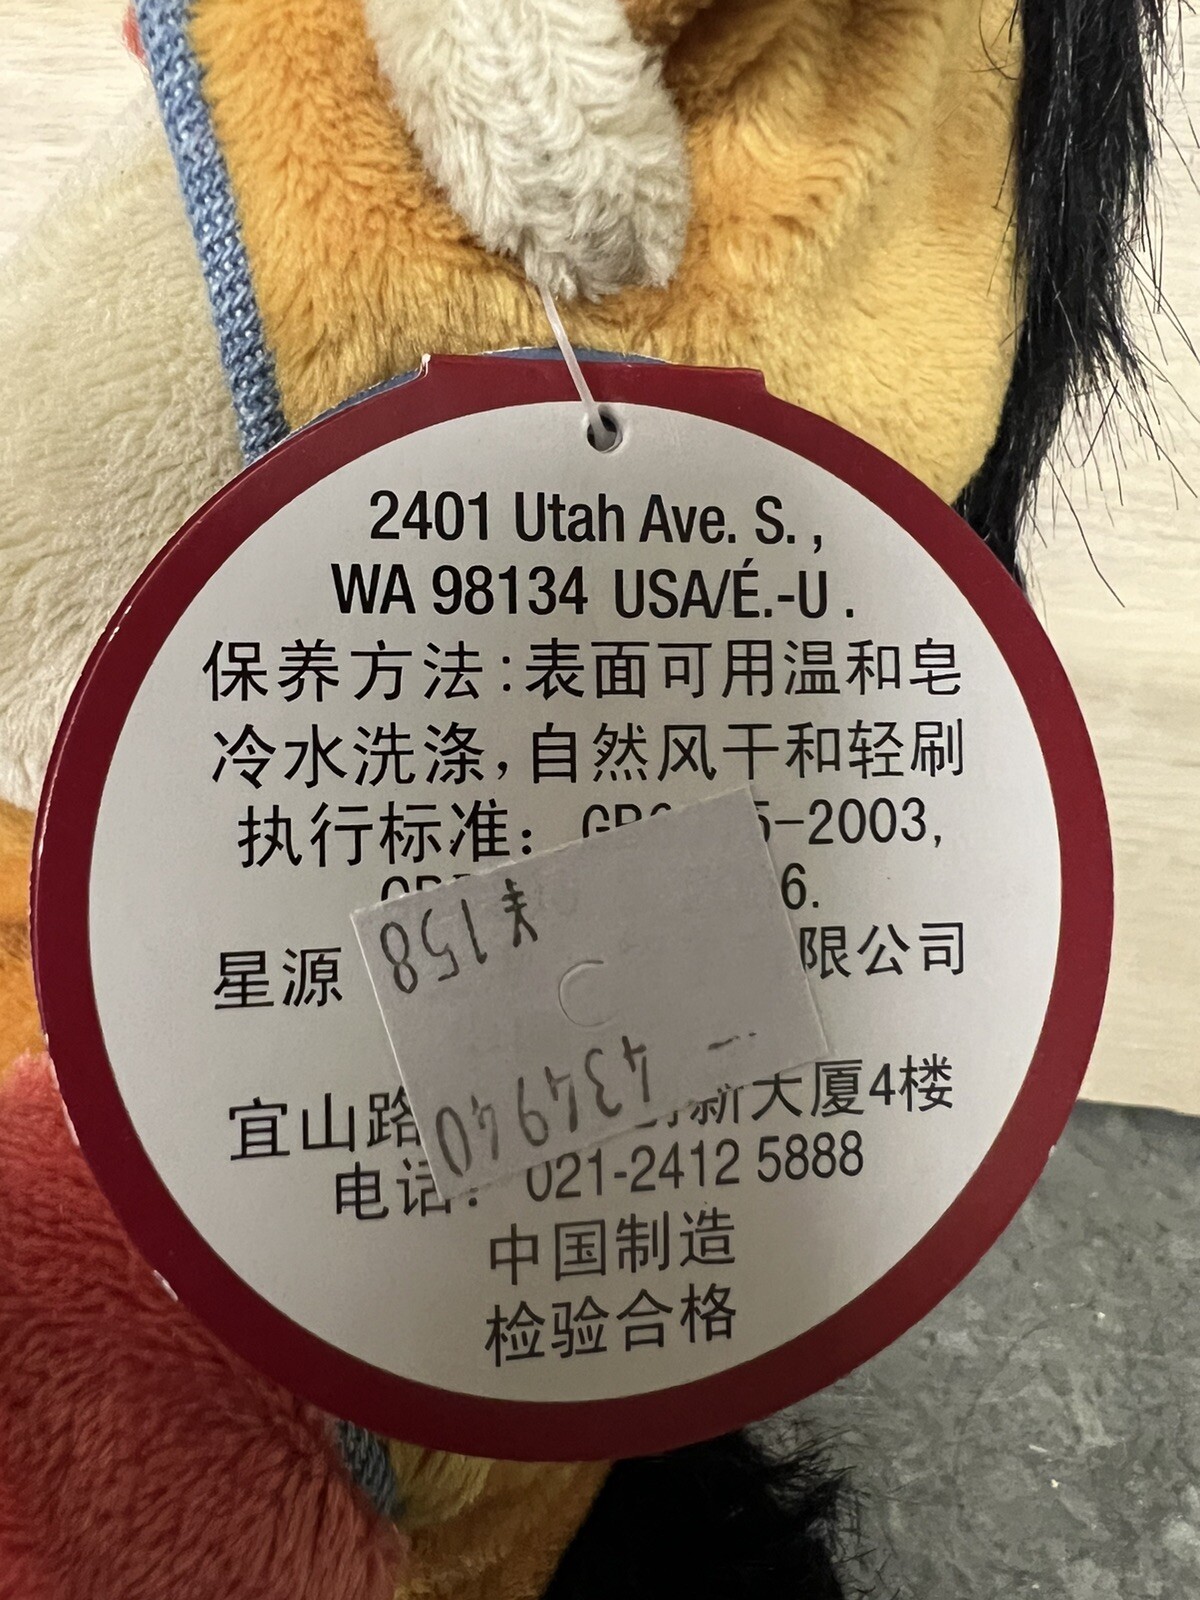 2401 Utah Ave. S. ,
WA 98134 USA/É.-U .
保养方法:表面可用温和皂
冷水洗涤,自然风干和轻刷
执行标准: 5-2003,
6.
星源 限公司
宜山路 新大厦4楼
电话: 021-2412 5888
中国制造
检验合格
¥158